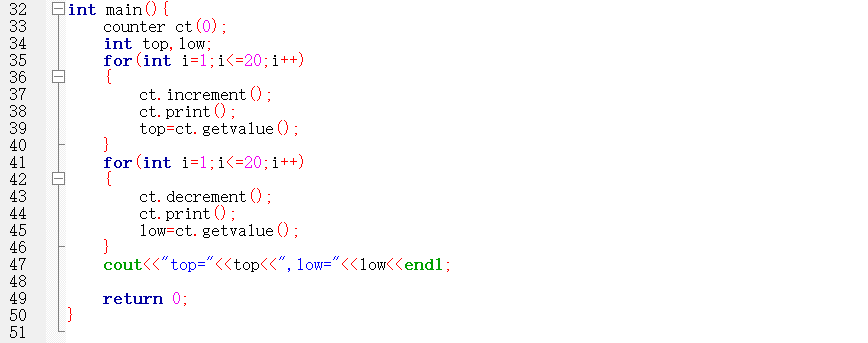 32 int main(){
33 counter ct(0);
34 int top,low;
35 for(int i=1;i<=20;i++)
36 {
37 ct.increment();
38 ct.print();
39 top=ct.getvalue();
40 }
41 for(int i=1;i<=20;i++)
42 {
43 ct.decrement();
44 ct.print();
45 low=ct.getvalue();
46 }
47 cout<<"top="<<top<<",low="<<low<<endl;
48
49 return 0;
50 }
51